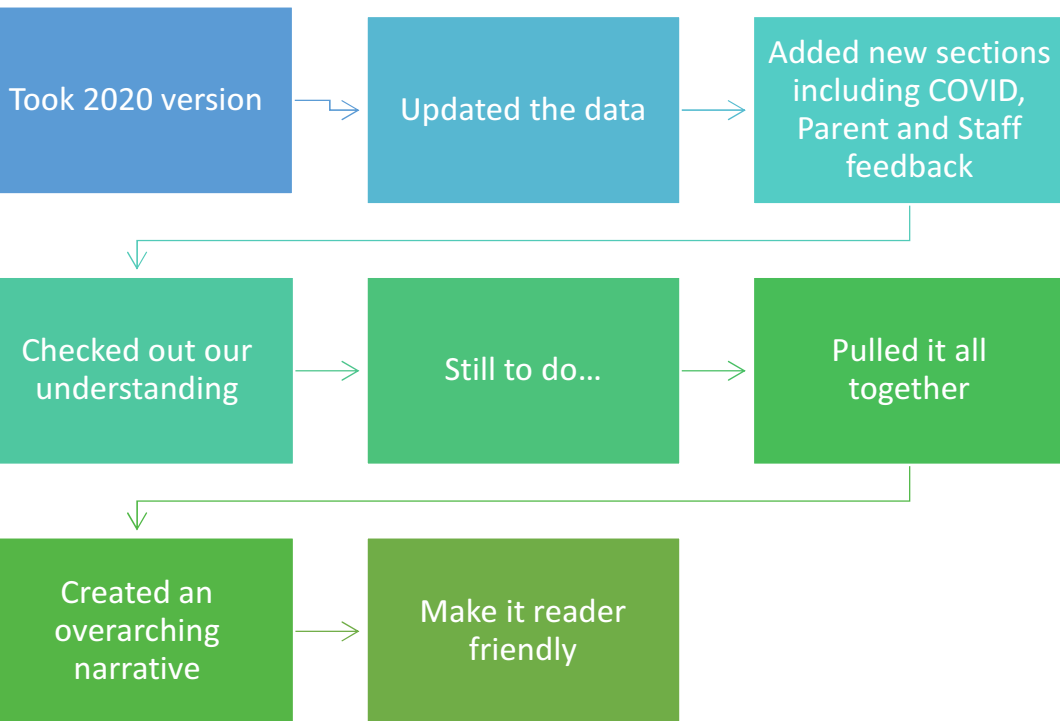 Took 2020 version
Updated the data
Added new sections
including COVID,
Parent and Staff
feedback
Checked out our
understanding
Still to do…
Pulled it all
together
Created an
overarching
narrative
Make it reader
friendly